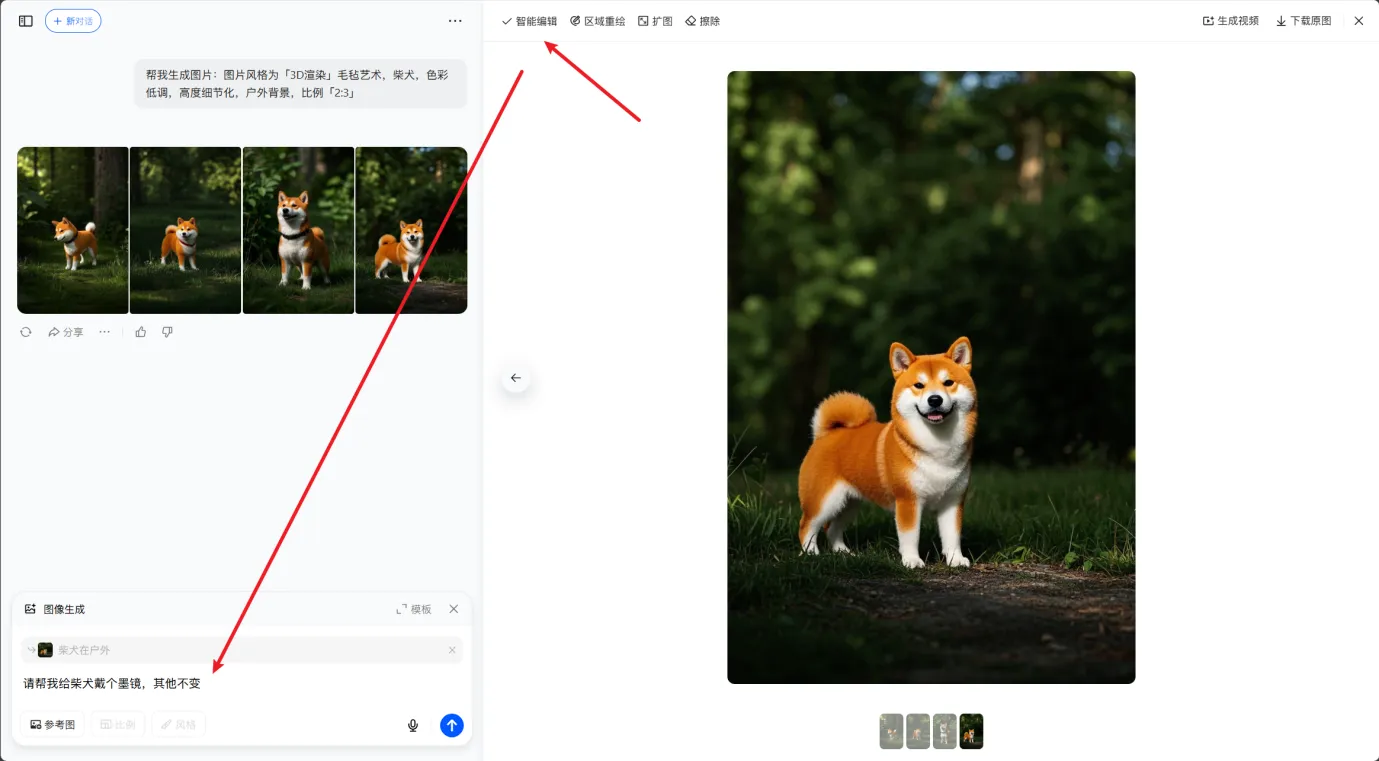 + 新对话
智能编辑
区域重绘
扩图
擦除
生成视频
下载原图
帮我生成图片：图片风格为「3D渲染」毛毡艺术，柴犬，色彩
低调，高度细节化，户外背景，比例「2:3」
分享
图像生成
模板
柴犬在户外
请帮我给柴犬戴个墨镜，其他不变
参考图
比例
风格